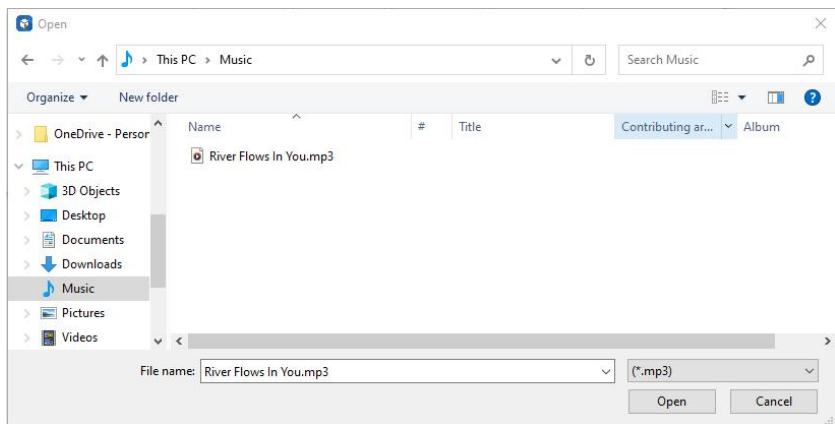 Open
This PC > Music
Search Music
Organize
New folder
Name
#
Title
Contributing ar...
Album
OneDrive - Person
This PC
3D Objects
Desktop
Documents
Downloads
Music
Pictures
Videos
River Flows In You.mp3
File name: River Flows In You.mp3
(*.mp3)
Open
Cancel